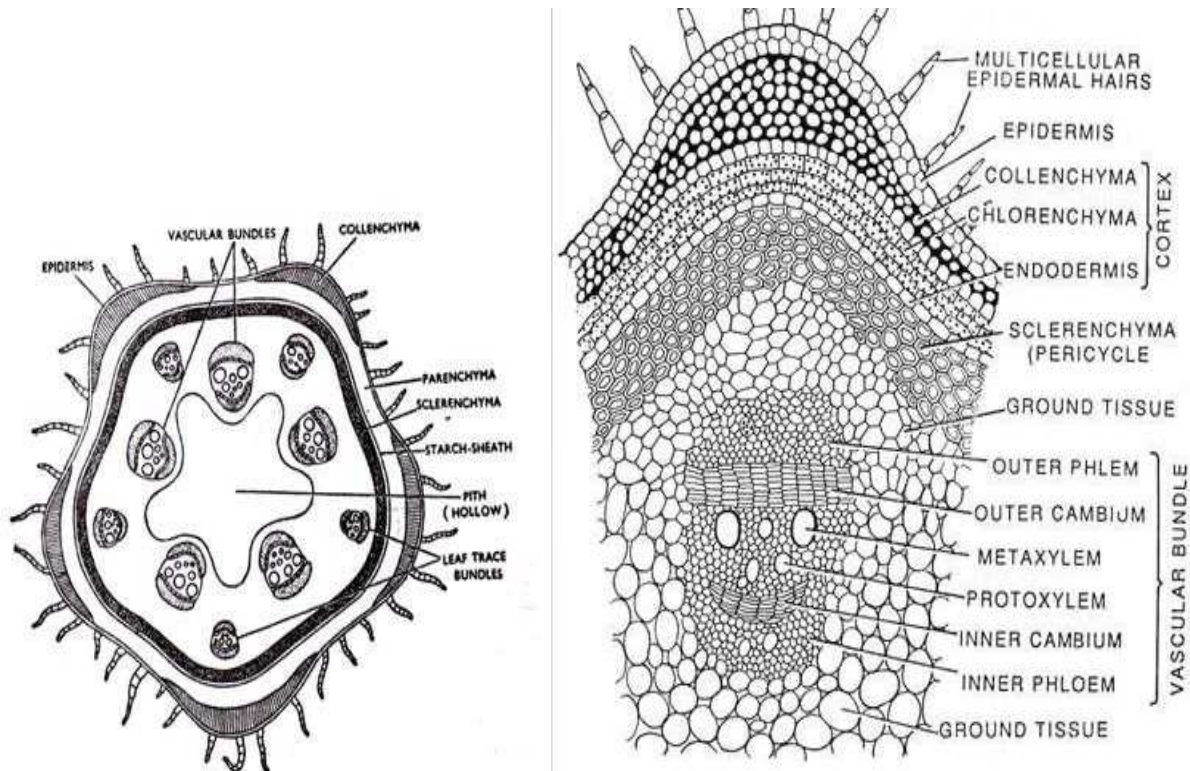 VASCULAR BUNDLES
COLLENCHYMA
EPIDERMIS
PARENCHYMA
SCLERENCHYMA
STARCH-SHEATH
PITH
(HOLLOW)
LEAF TRACE
BUNDLES
MULTICELLULAR
EPIDERMAL HAIRS
EPIDERMIS
COLLENCHYMA
CHLORENCHYMA
ENDODERMIS
CORTEX
SCLERENCHYMA
(PERICYCLE
GROUND TISSUE
OUTER PHLEM
OUTER CAMBIUM
METAXYLEM
PROTOXYLEM
INNER CAMBIUM
INNER PHLOEM
VASCULAR BUNDLE
GROUND TISSUE